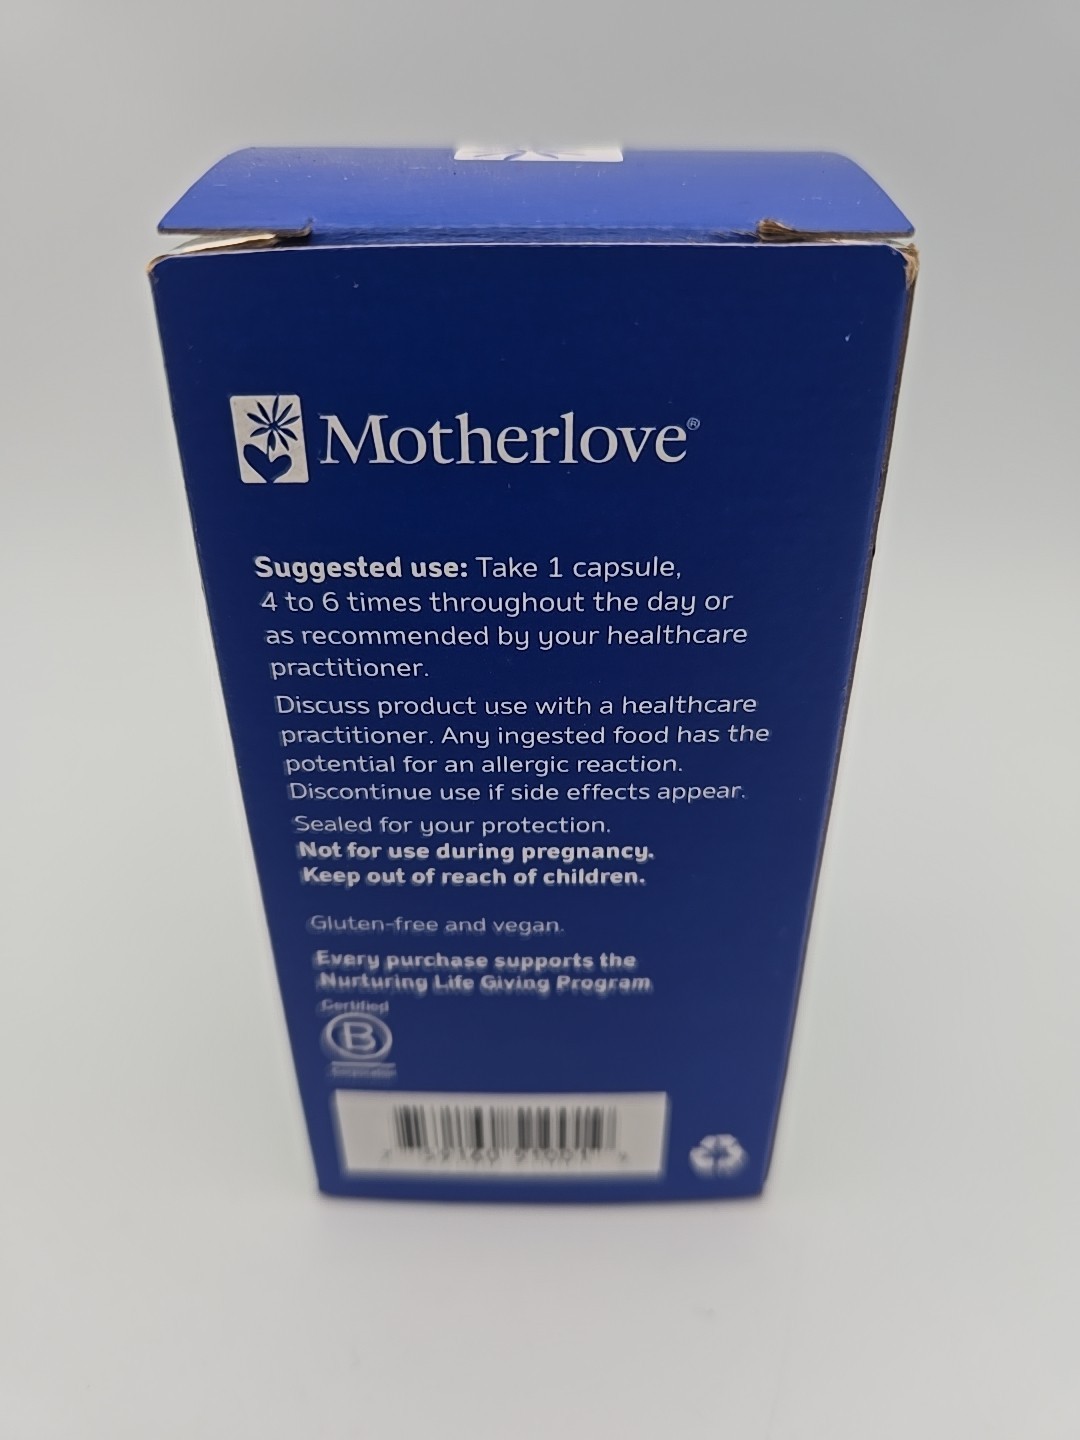 Motherlove®
Suggested use: Take 1 capsule,
4 to 6 times throughout the day or
as recommended by your healthcare
practitioner.
Discuss product use with a healthcare
practitioner. Any ingested food has the
potential for an allergic reaction.
Discontinue use if side effects appear.
Sealed for your protection.
Not for use during pregnancy.
Keep out of reach of children.
Gluten-free and vegan.
Every purchase supports the
Nurturing Life Giving Program
Certified
B
Corporation